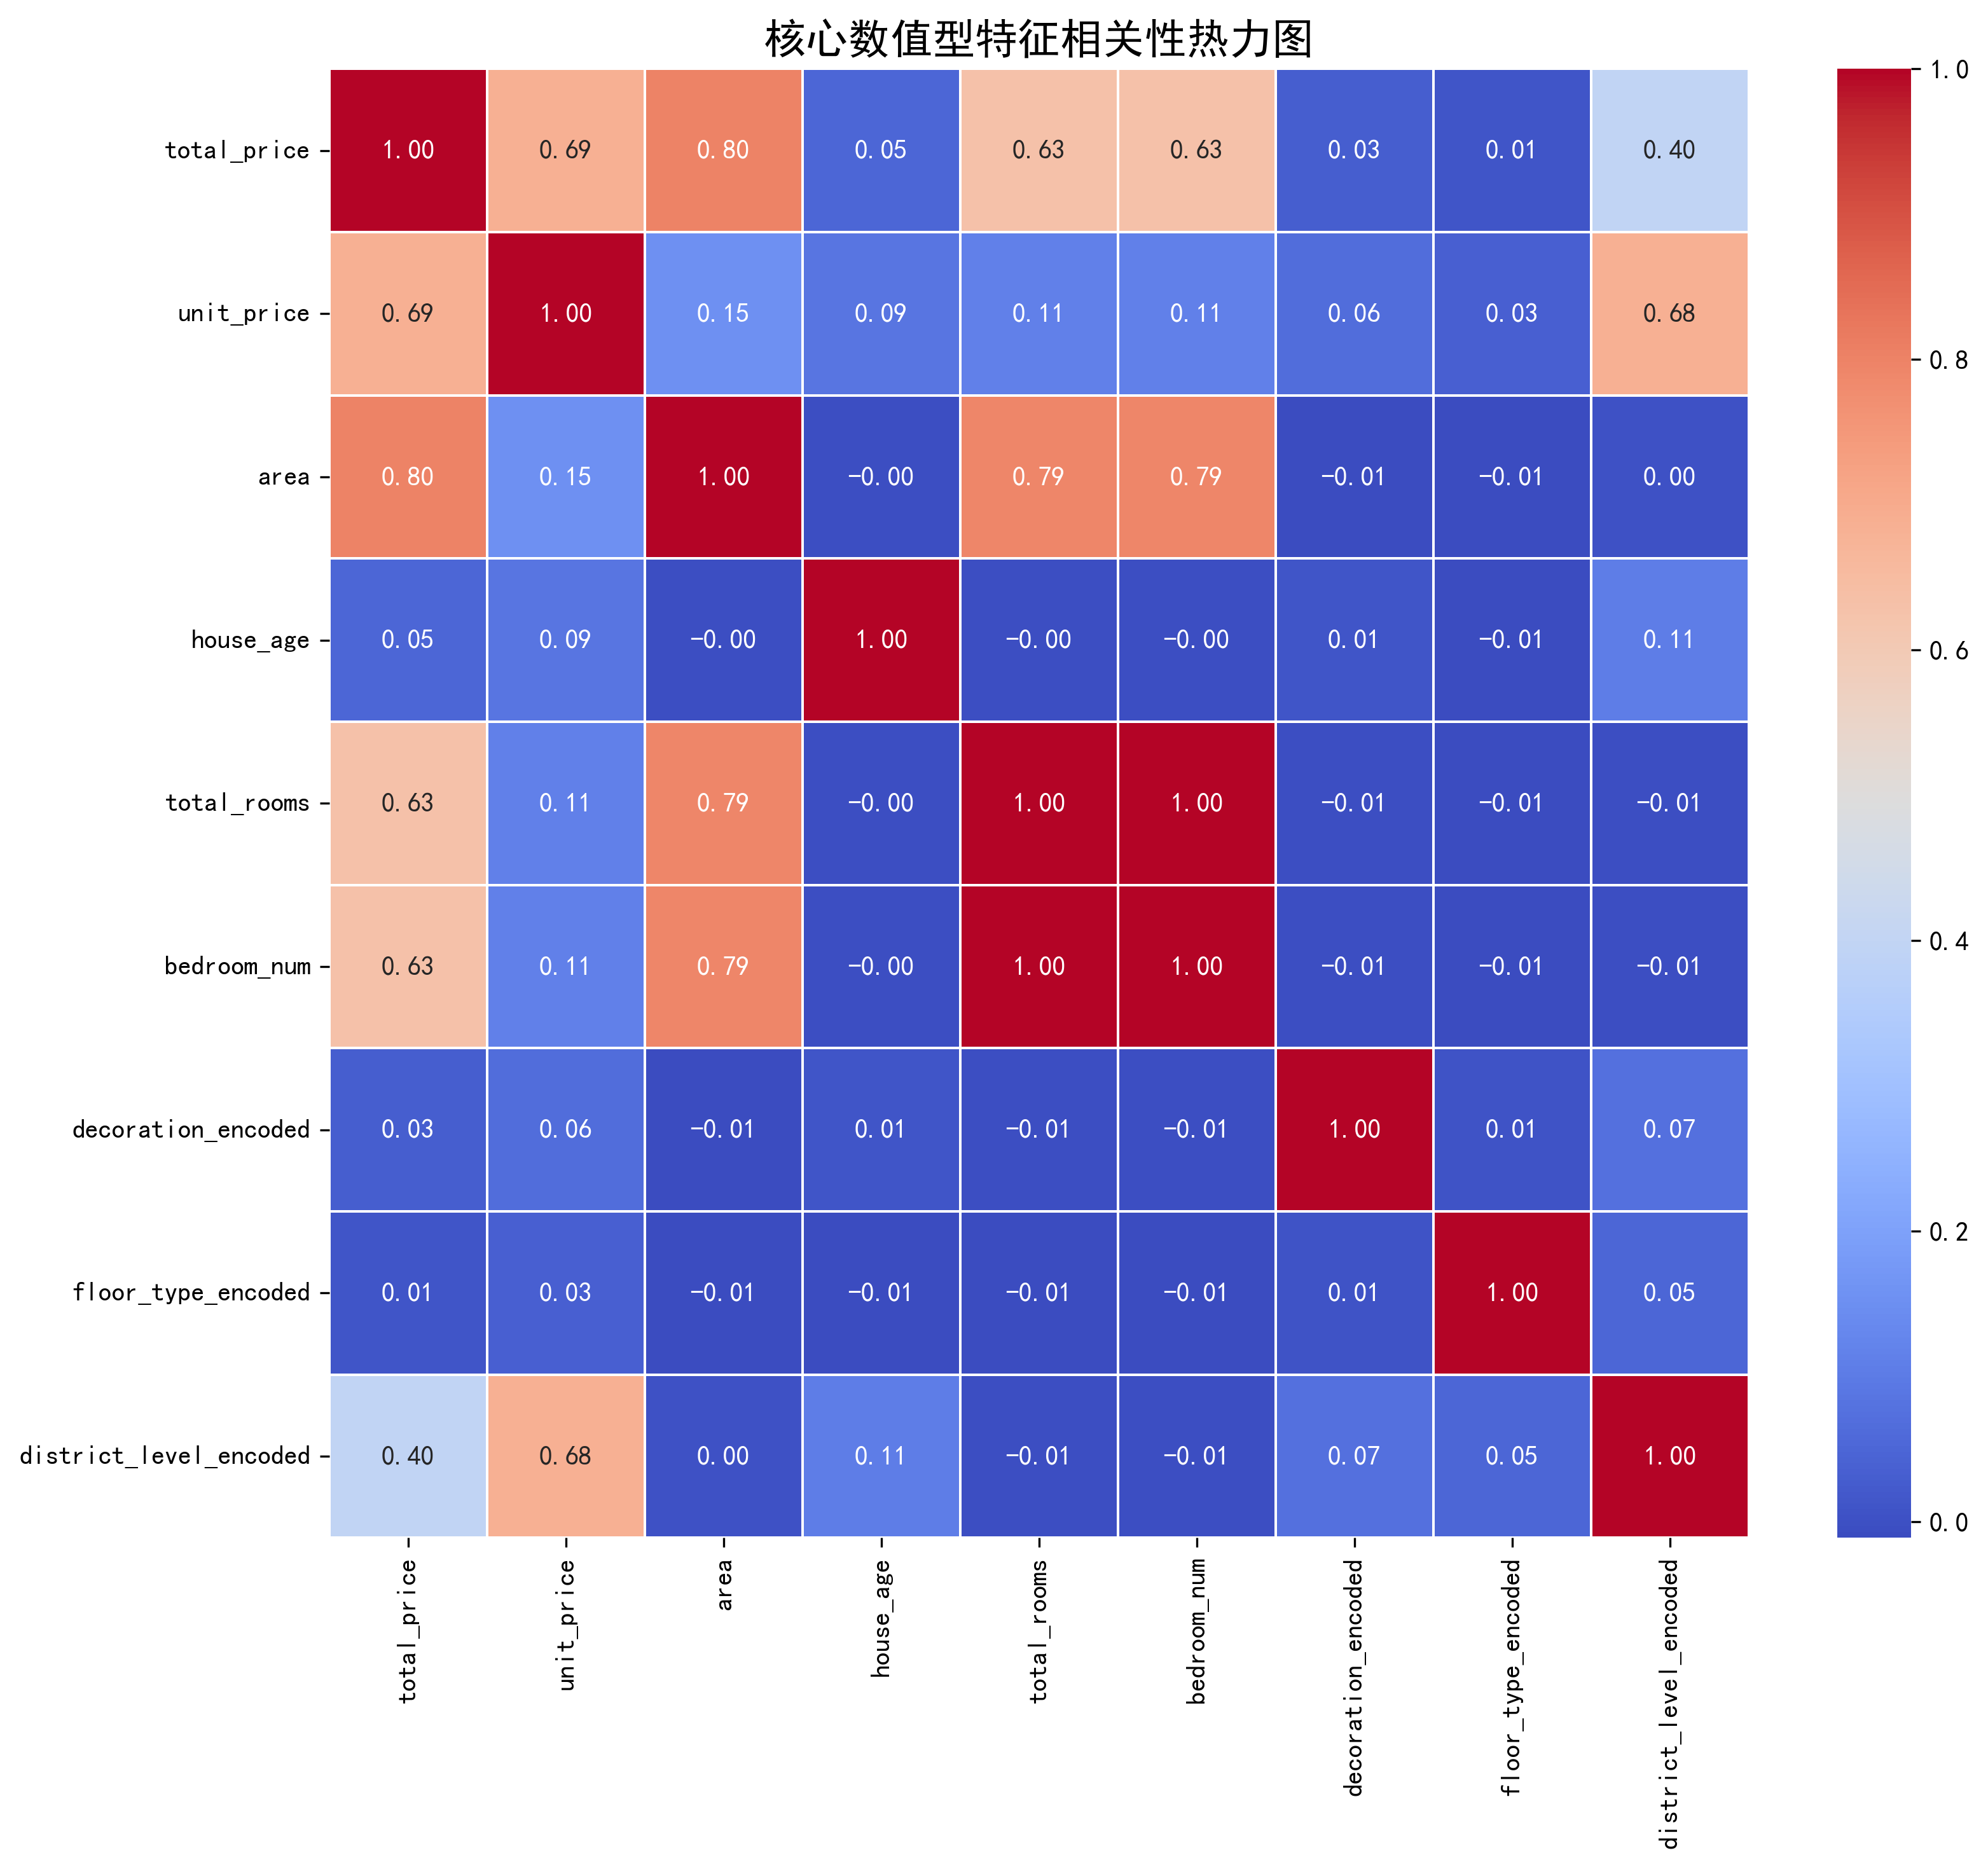 核心数值型特征相关性热力图
total_price 1.00 0.69 0.80 0.05 0.63 0.63 0.03 0.01 0.40
unit_price 0.69 1.00 0.15 0.09 0.11 0.11 0.06 0.03 0.68
area 0.80 0.15 1.00 -0.00 0.79 0.79 -0.01 -0.01 0.00
house_age 0.05 0.09 -0.00 1.00 -0.00 -0.00 0.01 -0.01 0.11
total_rooms 0.63 0.11 0.79 -0.00 1.00 1.00 -0.01 -0.01 -0.01
bedroom_num 0.63 0.11 0.79 -0.00 1.00 1.00 -0.01 -0.01 -0.01
decoration_encoded 0.03 0.06 -0.01 0.01 -0.01 -0.01 1.00 0.01 0.07
floor_type_encoded 0.01 0.03 -0.01 -0.01 -0.01 -0.01 0.01 1.00 0.05
district_level_encoded 0.40 0.68 0.00 0.11 -0.01 -0.01 0.07 0.05 1.00
total_price
unit_price
area
house_age
total_rooms
bedroom_num
decoration_encoded
floor_type_encoded
district_level_encoded
1.0
0.8
0.6
0.4
0.2
0.0